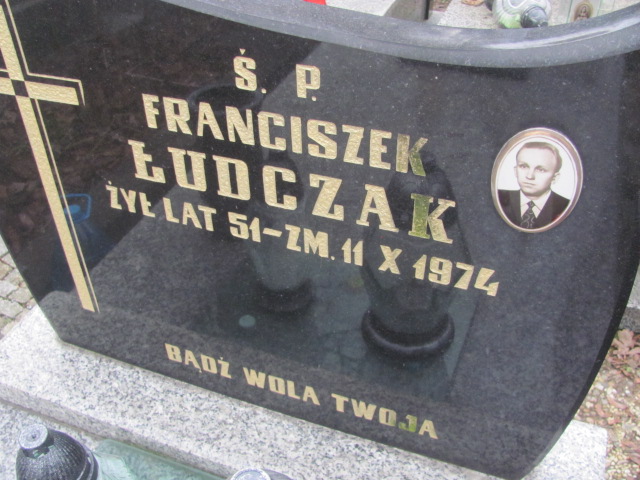 Ś. P.
FRANCISZEK
ŁUDCZAK
ŻYŁ LAT 51-ZM. 11 X 1974
BĄDŹ WOLA TWOJA